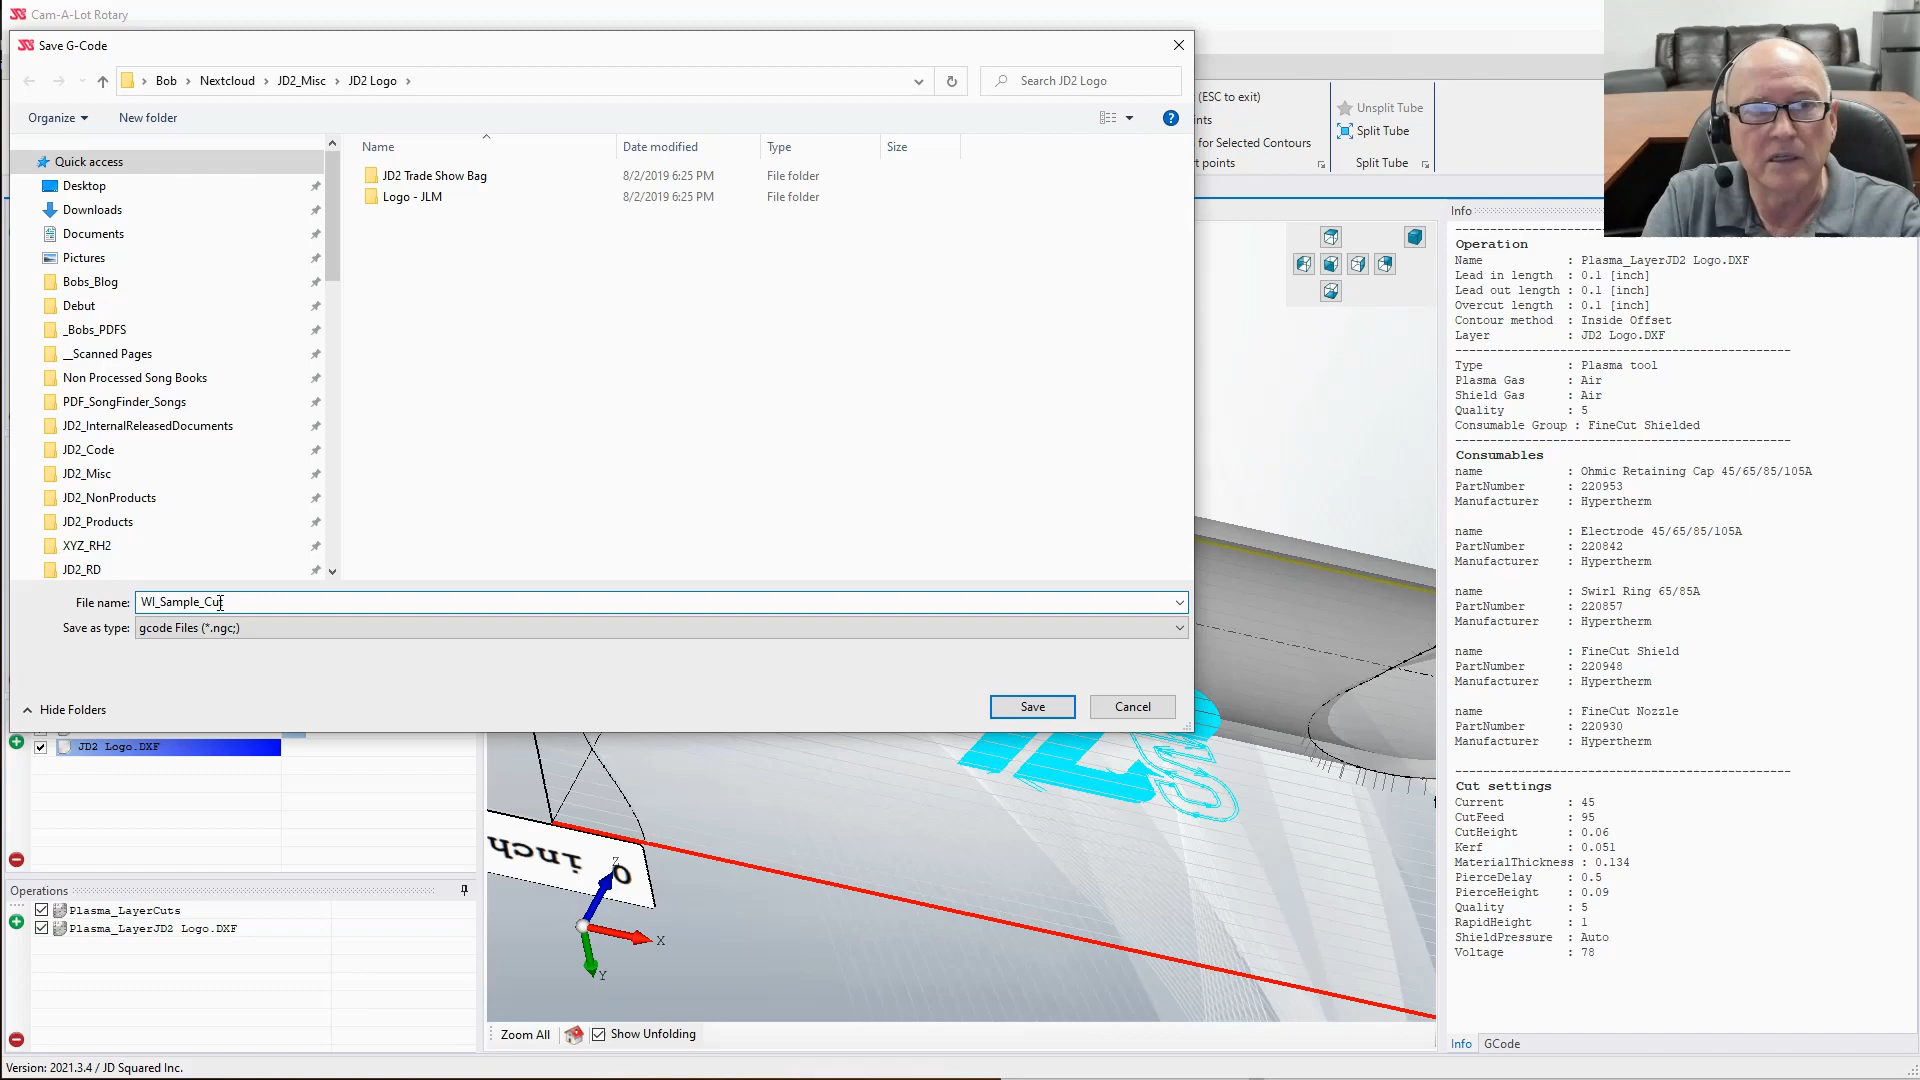 Cam-A-Lot Rotary
Save G-Code
Bob > Nextcloud > JD2_Misc > JD2 Logo >
Search JD2 Logo
Organize
New folder
Name
Date modified
Type
Size
JD2 Trade Show Bag
8/2/2019 6:25 PM
File folder
Logo - JLM
8/2/2019 6:25 PM
File folder
Quick access
Desktop
Downloads
Documents
Pictures
Bobs_Blog
Debut
_Bobs_PDFS
__Scanned Pages
Non Processed Song Books
PDF_SongFinder_Songs
JD2_InternalReleasedDocuments
JD2_Code
JD2_Misc
JD2_NonProducts
JD2_Products
XYZ_RH2
JD2_RD
File name: WI_Sample_Cut
Save as type: gcode Files (*.ngc;)
Hide Folders
Save
Cancel
(ESC to exit)
for Selected Contours
points
Unsplit Tube
Split Tube
Split Tube
Info
Operation
Name : Plasma_LayerJD2 Logo.DXF
Lead in length : 0.1 [inch]
Lead out length : 0.1 [inch]
Overcut length : 0.1 [inch]
Contour method : Inside Offset
Layer : JD2 Logo.DXF
Type : Plasma tool
Plasma Gas : Air
Shield Gas : Air
Quality : 5
Consumable Group : FineCut Shielded
Consumables
name : Ohmic Retaining Cap 45/65/85/105A
PartNumber : 220953
Manufacturer : Hypertherm
name : Electrode 45/65/85/105A
PartNumber : 220842
Manufacturer : Hypertherm
name : Swirl Ring 65/85A
PartNumber : 220857
Manufacturer : Hypertherm
name : FineCut Shield
PartNumber : 220948
Manufacturer : Hypertherm
name : FineCut Nozzle
PartNumber : 220930
Manufacturer : Hypertherm
Cut settings
Current : 45
CutFeed : 95
CutHeight : 0.06
Kerf : 0.051
MaterialThickness : 0.134
PierceDelay : 0.5
PierceHeight : 0.09
Quality : 5
RapidHeight : 1
ShieldPressure : Auto
Voltage : 78
Info
GCode
JD2 Logo.DXF
Operations
Plasma_LayerCuts
Plasma_LayerJD2 Logo.DXF
0 inch
Z
X
Y
Zoom All
Show Unfolding
Version: 2021.3.4 / JD Squared Inc.